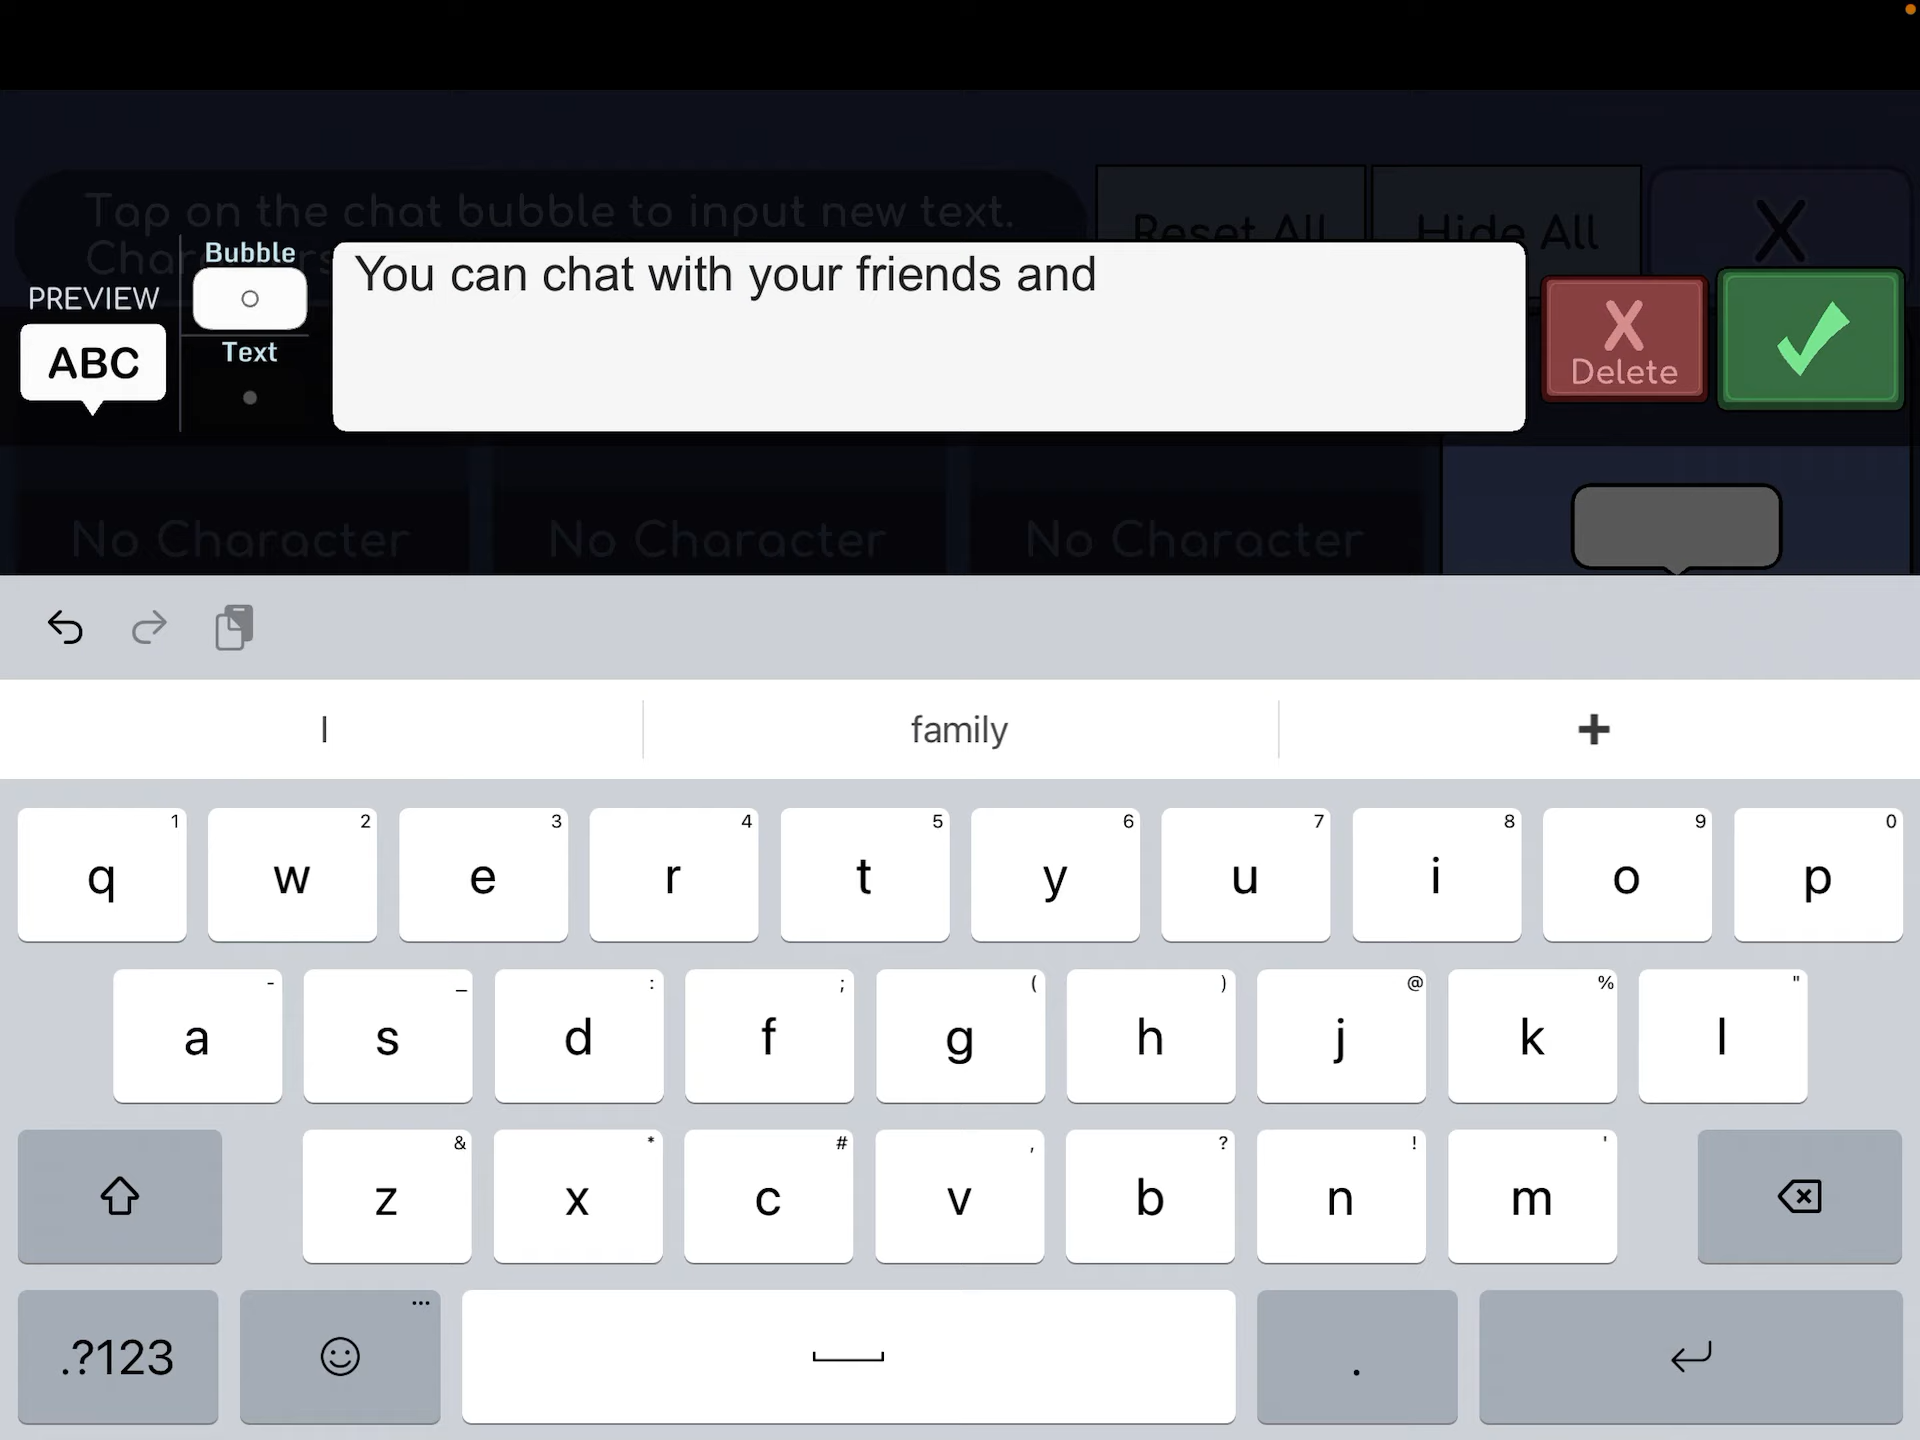 Tap on the chat bubble to input new text.
Reset All
Hide All
X
Characters
Bubble
PREVIEW
ABC
Text
You can chat with your friends and
X
Delete
No Character
No Character
No Character
I
family
+
1 2 3 4 5 6 7 8 9 0
q w e r t y u i o p
- _ : ; ( ) @ % "
a s d f g h j k l
& * # , ? ! '
z x c v b n m
.?123
...
.